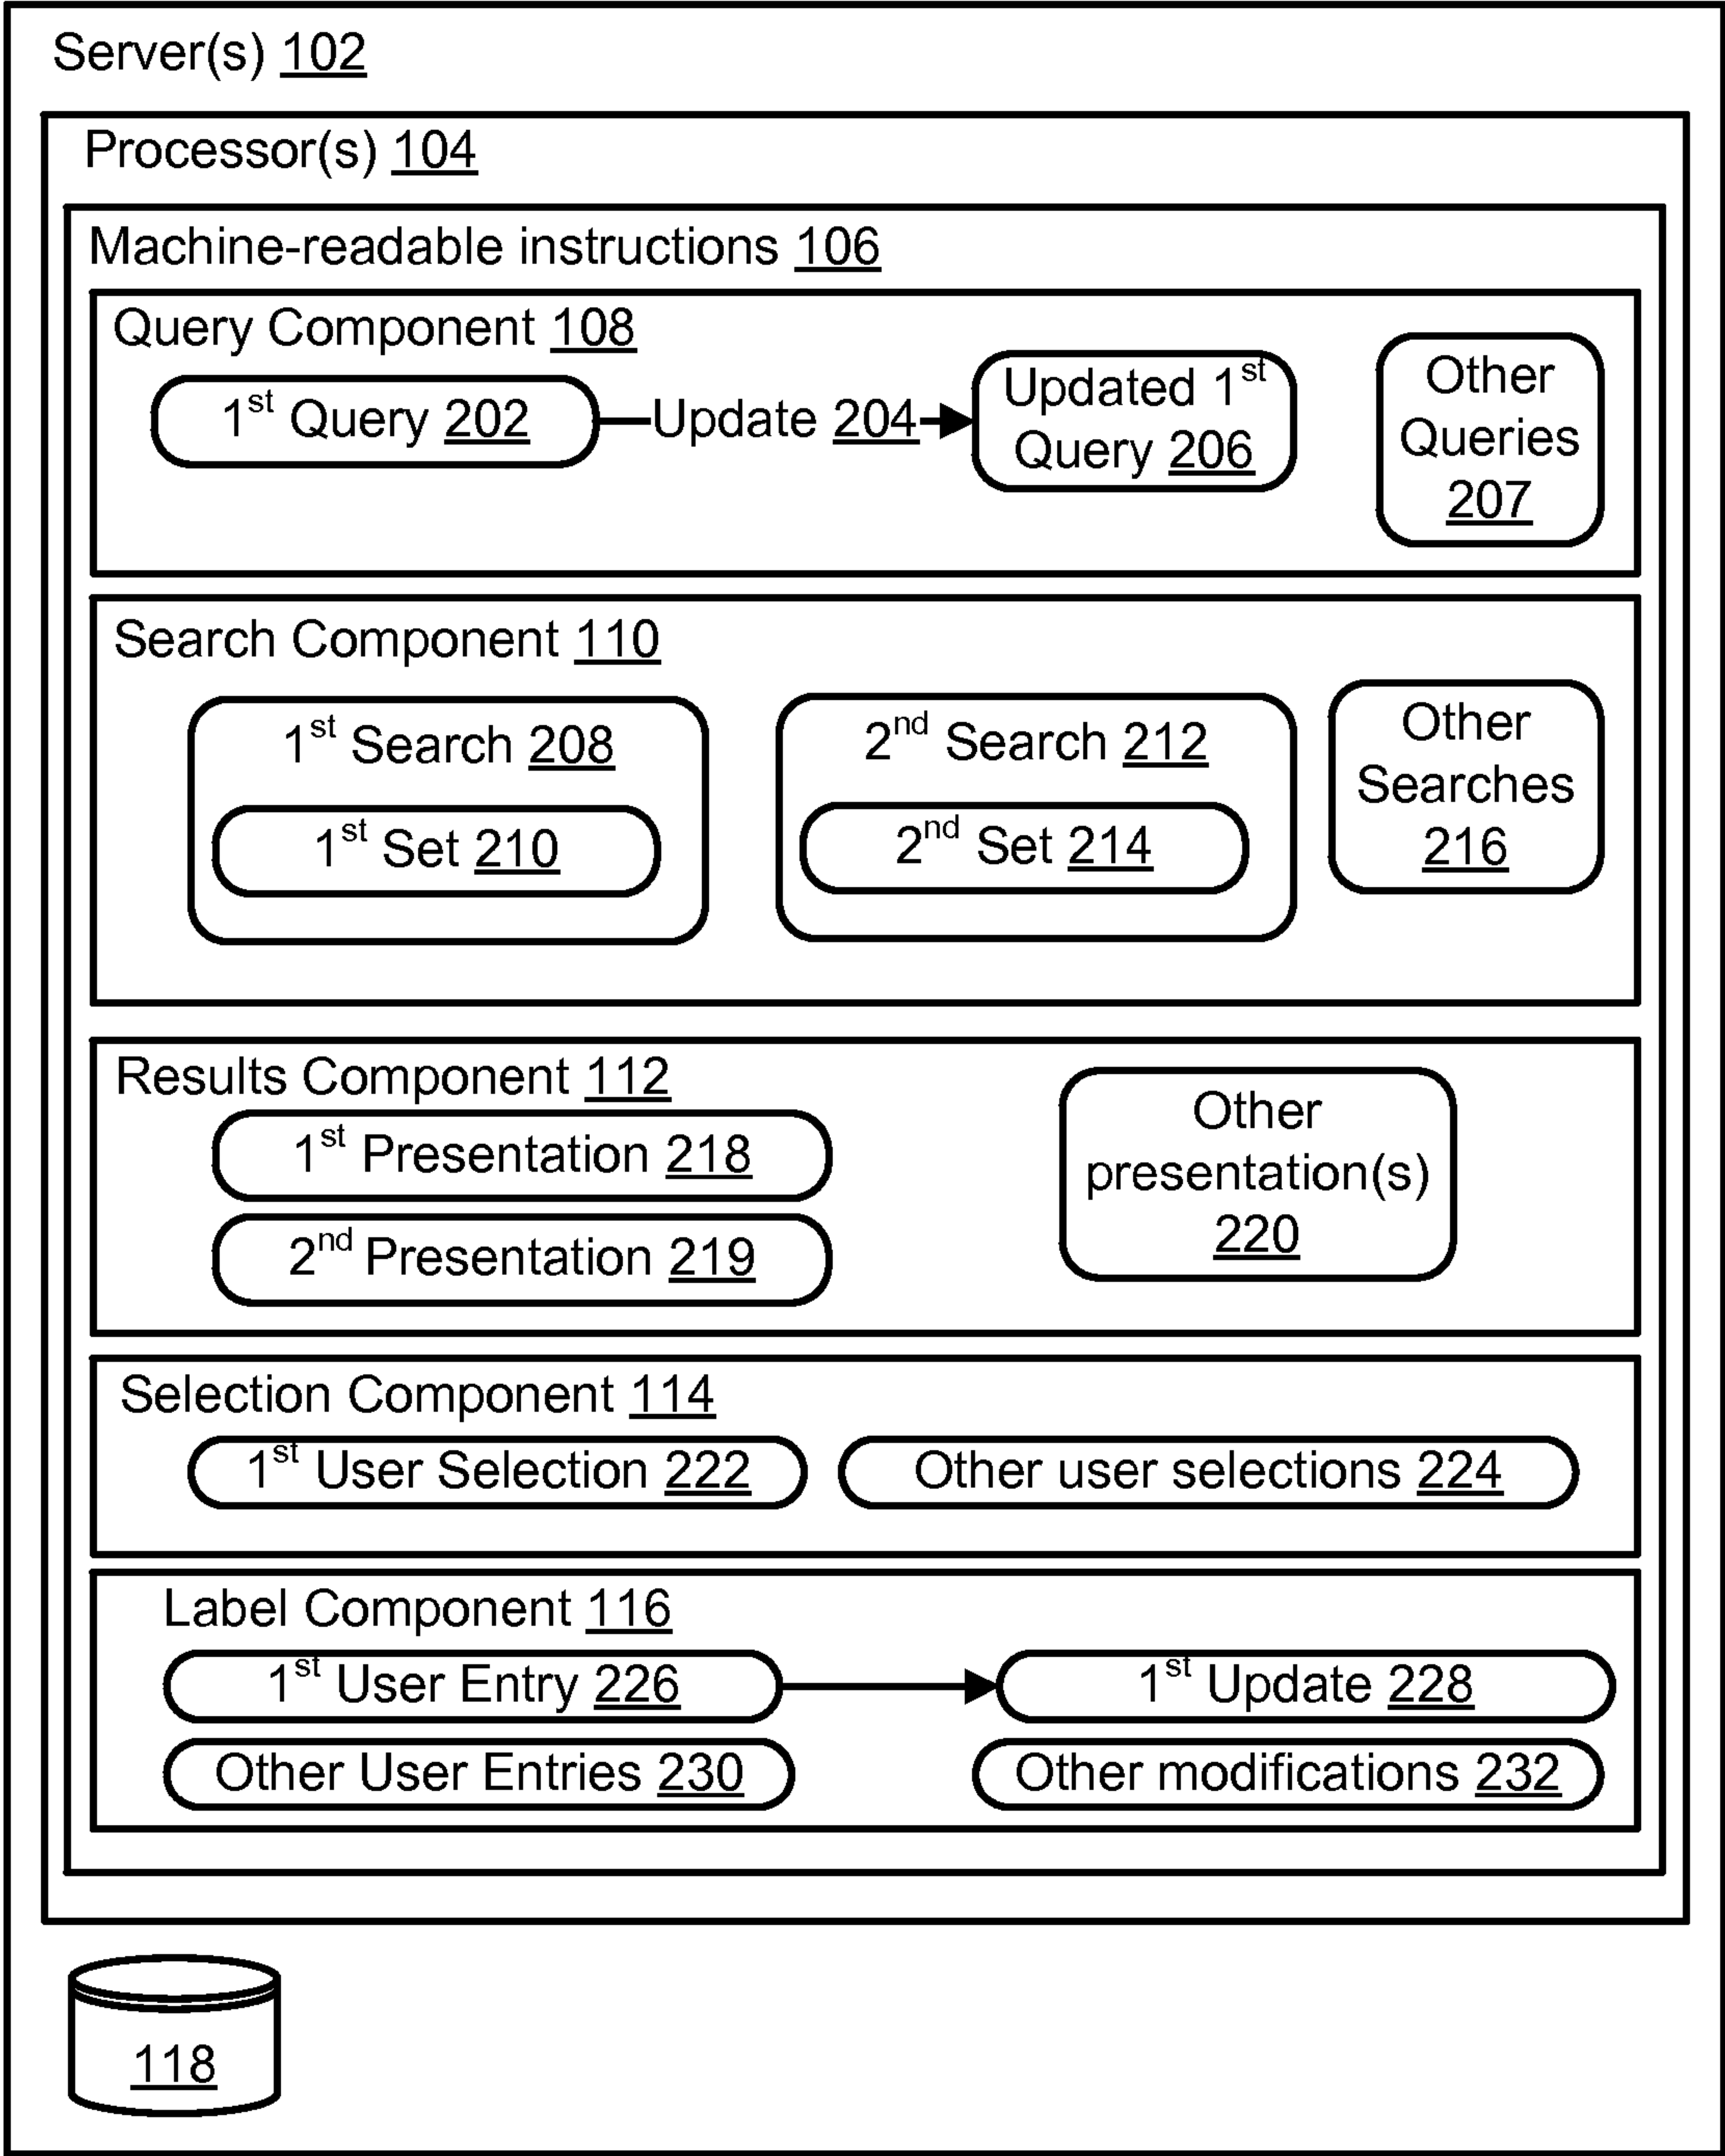 Server(s) 102
Processor(s) 104
Machine-readable instructions 106
Query Component 108
1st Query 202
Update 204
Updated 1st
Query 206
Other
Queries
207
Search Component 110
1st Search 208
1st Set 210
2nd Search 212
2nd Set 214
Other
Searches
216
Results Component 112
1st Presentation 218
2nd Presentation 219
Other
presentation(s)
220
Selection Component 114
1st User Selection 222
Other user selections 224
Label Component 116
1st User Entry 226
1st Update 228
Other User Entries 230
Other modifications 232
118